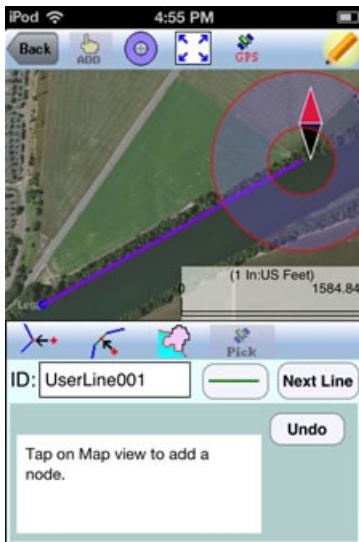 iPod 4:55 PM
Back ADD GPS
(1 In:US Feet)
0 1584.84
Pick
ID: UserLine001 Next Line
Undo
Tap on Map view to add a
node.